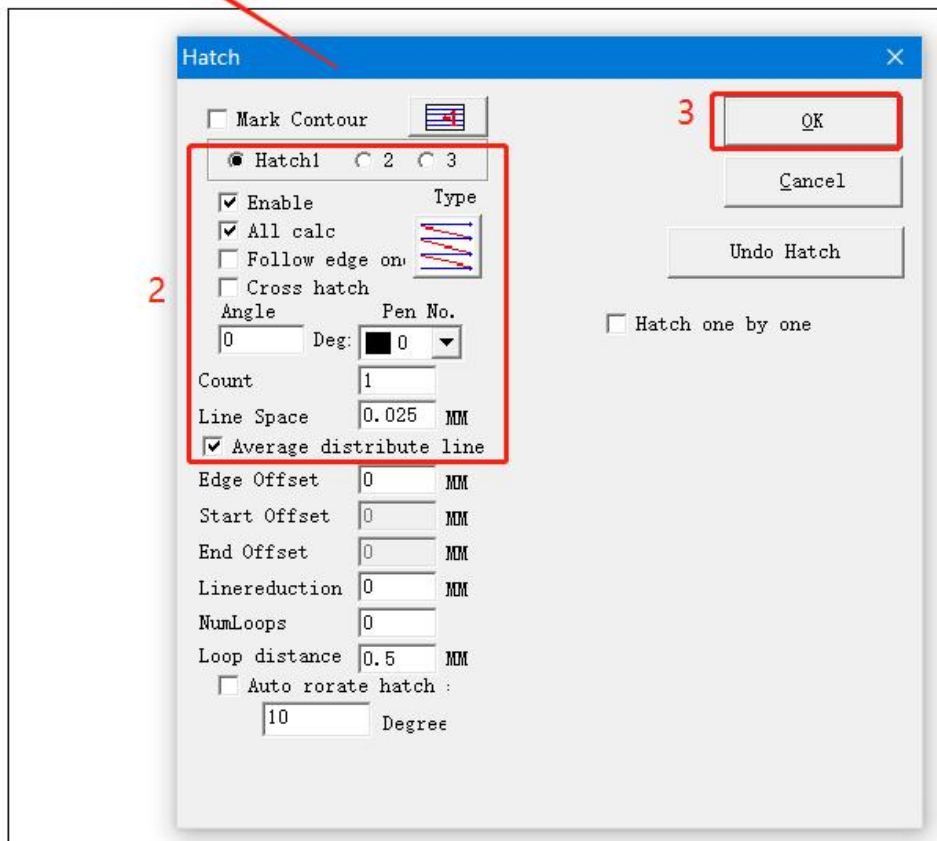 Hatch
Mark Contour
3
OK
Hatch1 2 3
Cancel
Enable
Type
All calc
Undo Hatch
Follow edge on
2
Cross hatch
Angle Pen No.
Hatch one by one
0 Deg: 0
Count 1
Line Space 0.025 MM
Average distribute line
Edge Offset 0 MM
Start Offset 0 MM
End Offset 0 MM
Linereduction 0 MM
NumLoops 0
Loop distance 0.5 MM
Auto rorate hatch :
10 Degree